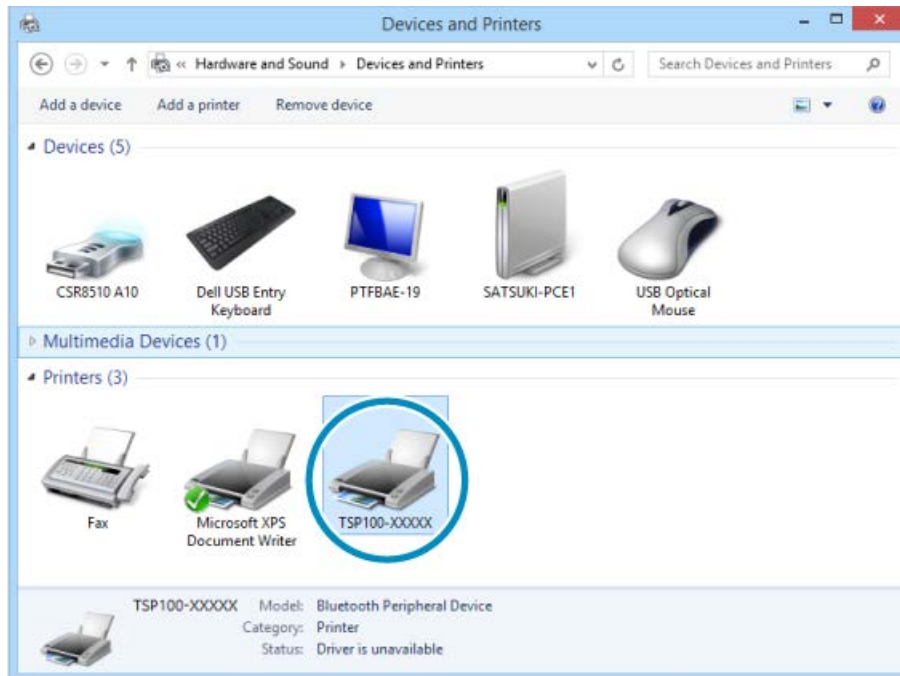 Devices and Printers
« Hardware and Sound ▸ Devices and Printers
Search Devices and Printers
Add a device Add a printer Remove device
Devices (5)
CSR8510 A10
Dell USB Entry
Keyboard
PTFBAE-19
SATSUKI-PCE1
USB Optical
Mouse
Multimedia Devices (1)
Printers (3)
Fax
Microsoft XPS
Document Writer
TSP100-XXXXX
TSP100-XXXXX Model: Bluetooth Peripheral Device
Category: Printer
Status: Driver is unavailable